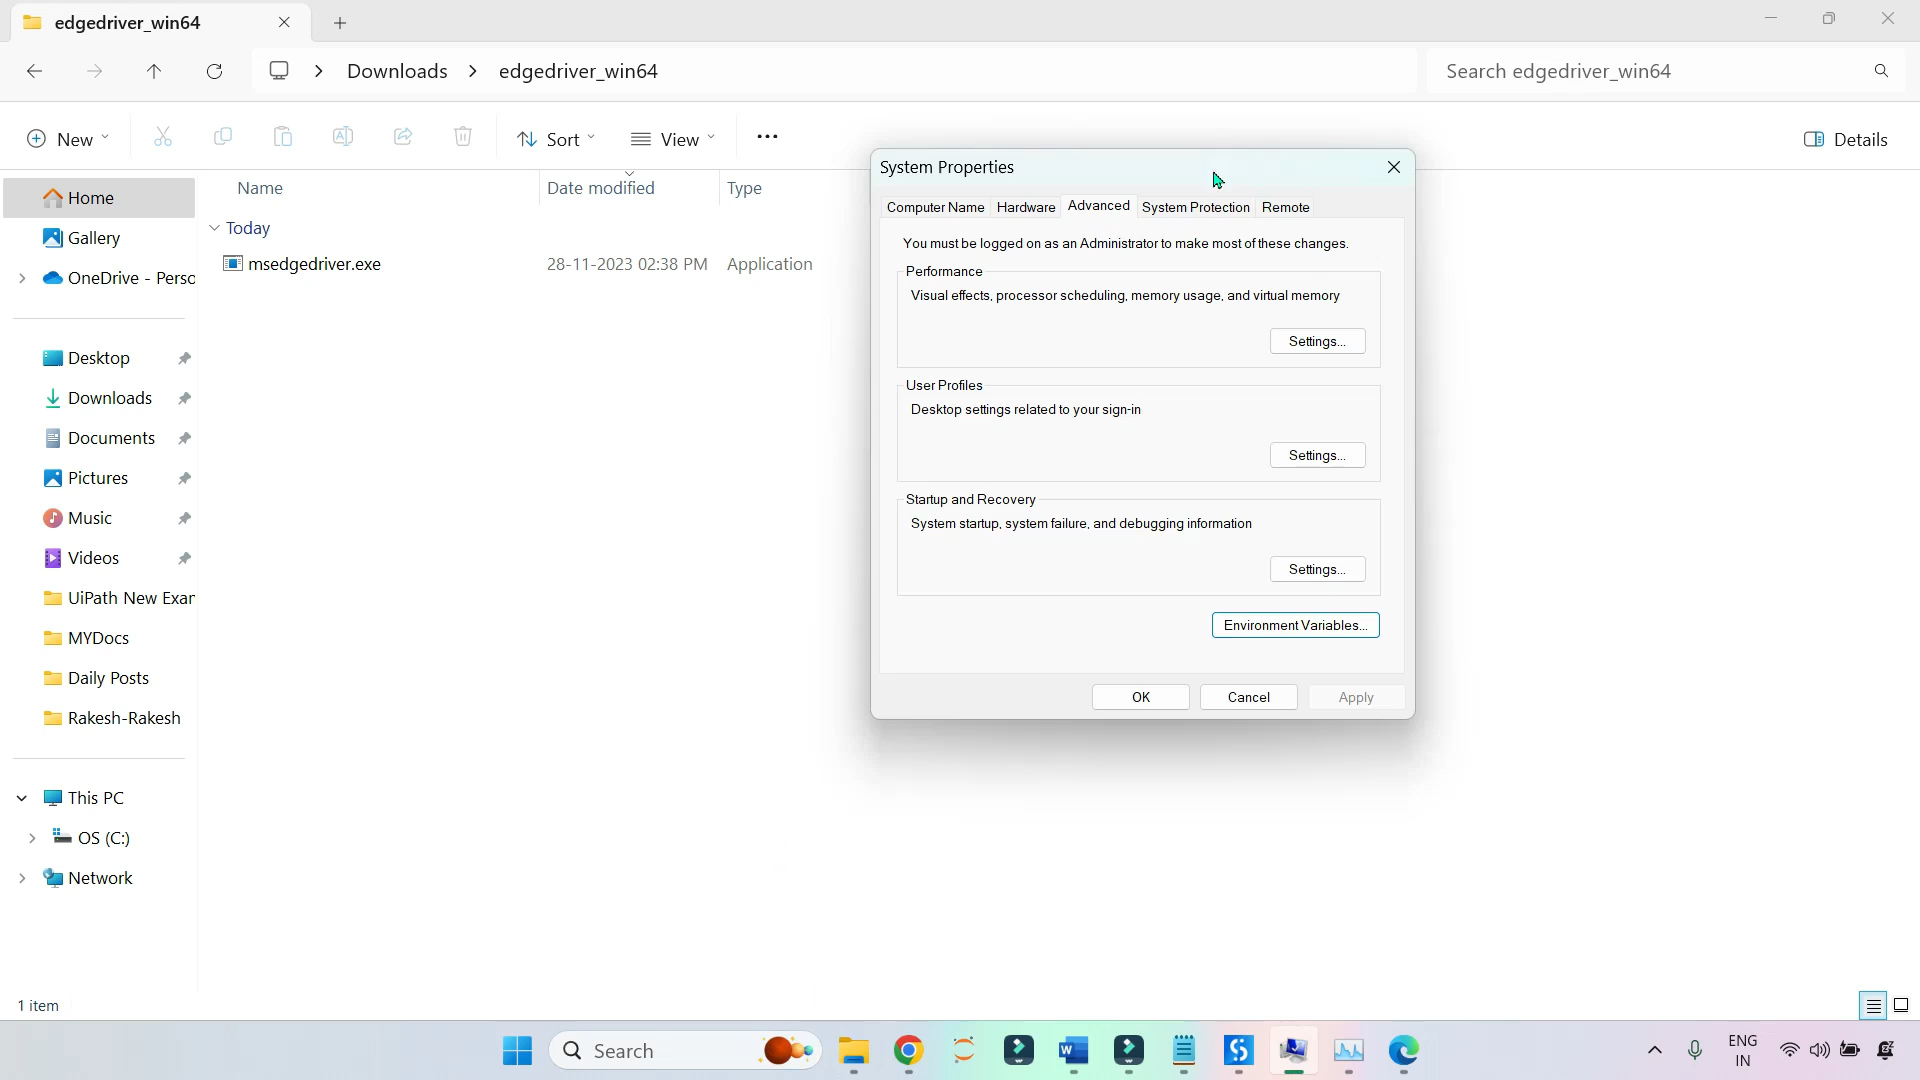 edgedriver_win64
Downloads > edgedriver_win64
Search edgedriver_win64
New
Sort
View
Details
Home
Gallery
OneDrive - Perso
Desktop
Downloads
Documents
Pictures
Music
Videos
UiPath New Exar
MYDocs
Daily Posts
Rakesh-Rakesh
This PC
OS (C:)
Network
Name
Date modified
Type
Today
msedgedriver.exe
28-11-2023 02:38 PM
Application
System Properties
Computer Name
Hardware
Advanced
System Protection
Remote
You must be logged on as an Administrator to make most of these changes.
Performance
Visual effects, processor scheduling, memory usage, and virtual memory
Settings...
User Profiles
Desktop settings related to your sign-in
Settings...
Startup and Recovery
System startup, system failure, and debugging information
Settings...
Environment Variables...
OK
Cancel
Apply
1 item
Search
ENG
IN